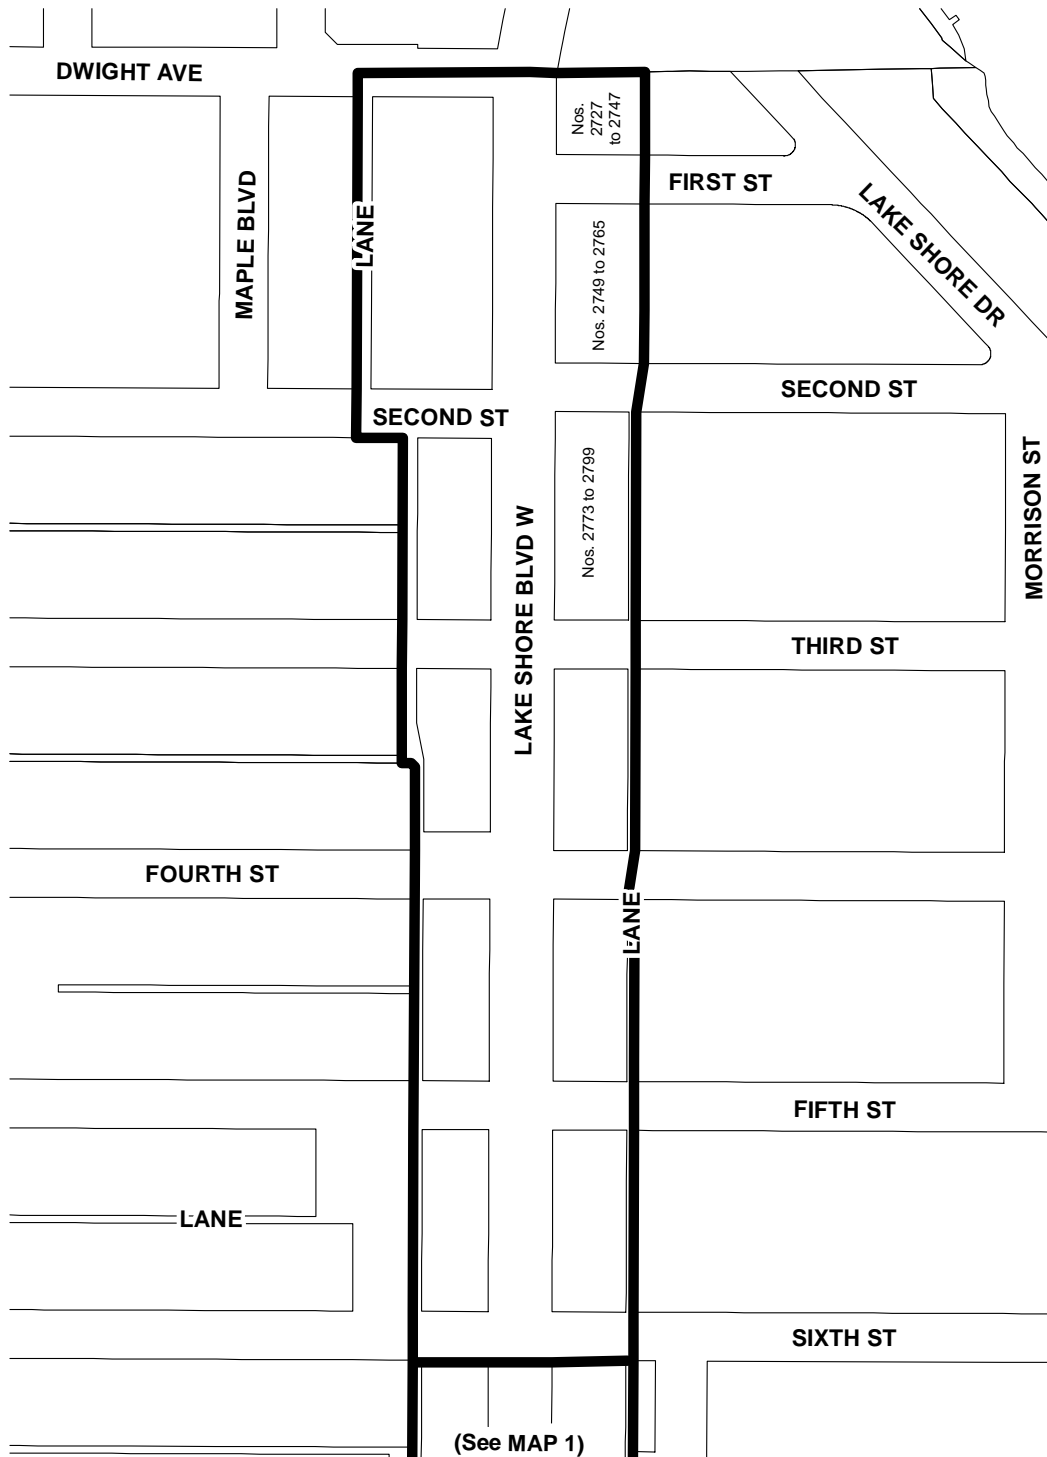 DWIGHT AVE
Nos.
2727
to 2747
FIRST ST
MAPLE BLVD
LANE
Nos. 2749 to 2765
LAKE SHORE DR
SECOND ST
SECOND ST
Nos. 2773 to 2799
MORRISON ST
LAKE SHORE BLVD W
THIRD ST
FOURTH ST
LANE
FIFTH ST
LANE
SIXTH ST
(See MAP 1)